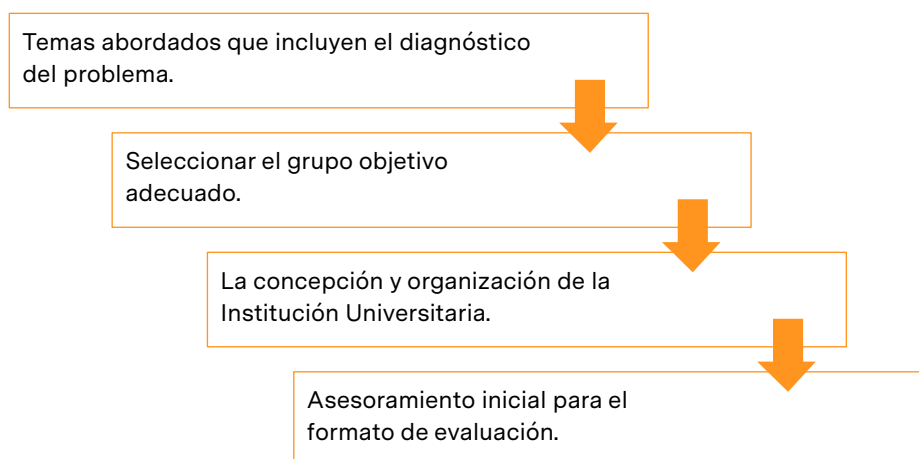 Temas abordados que incluyen el diagnóstico
del problema.
Seleccionar el grupo objetivo
adecuado.
La concepción y organización de la
Institución Universitaria.
Asesoramiento inicial para el
formato de evaluación.